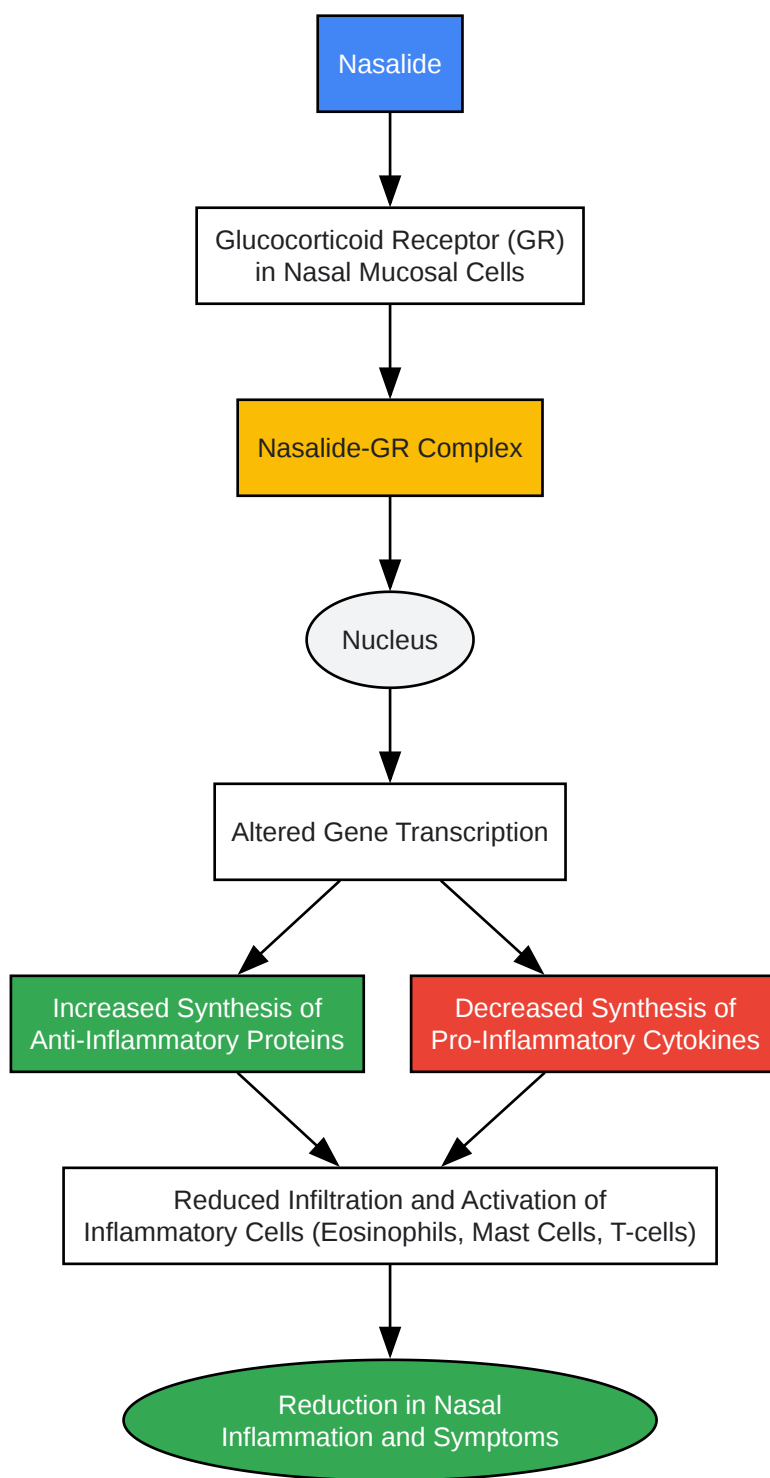 Nasalide
Glucocorticoid Receptor (GR)
in Nasal Mucosal Cells
Nasalide-GR Complex
Nucleus
Altered Gene Transcription
Increased Synthesis of
Anti-Inflammatory Proteins
Decreased Synthesis of
Pro-Inflammatory Cytokines
Reduced Infiltration and Activation of
Inflammatory Cells (Eosinophils, Mast Cells, T-cells)
Reduction in Nasal
Inflammation and Symptoms